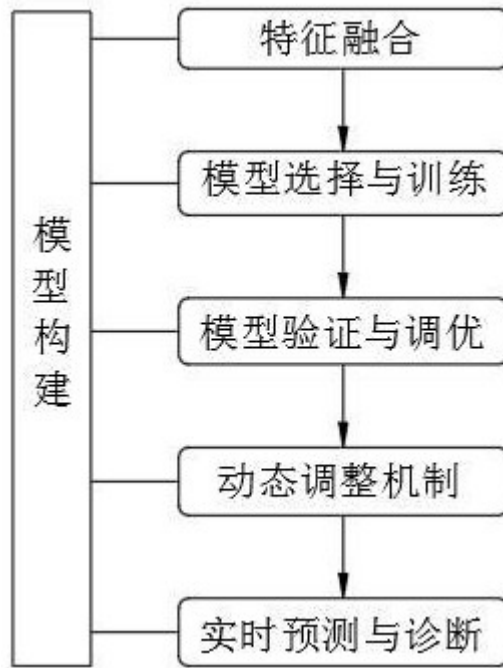 模型构建
特征融合
模型选择与训练
模型验证与调优
动态调整机制
实时预测与诊断